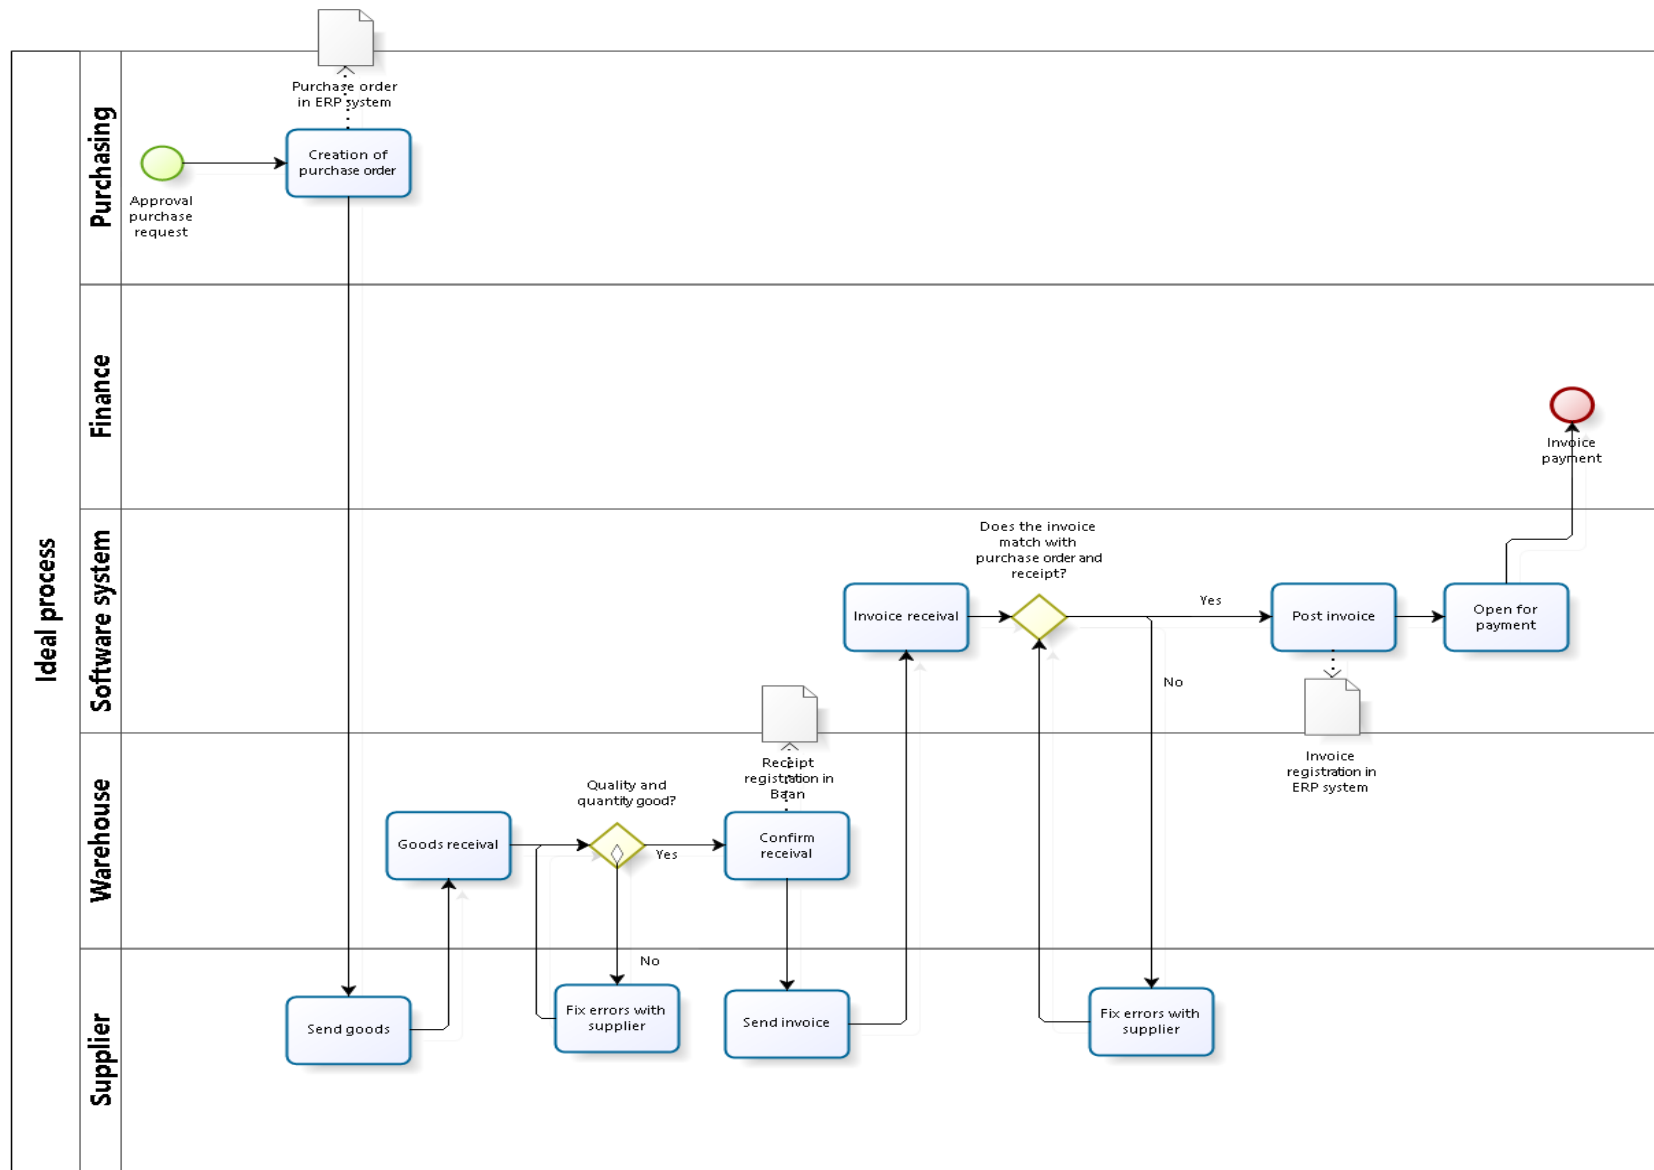 Ideal process
Purchasing
Purchase order
in ERP system
Creation of
purchase order
Approval
purchase
request
Finance
Invoice
payment
Software system
Does the invoice
match with
purchase order and
receipt?
Invoice receival
Yes
Post invoice
Open for
payment
No
Invoice
registration in
ERP system
Warehouse
Receipt
registration in
Baan
Quality and
quantity good?
Goods receival
Yes
Confirm
receival
No
Supplier
Send goods
Fix errors with
supplier
Send invoice
Fix errors with
supplier